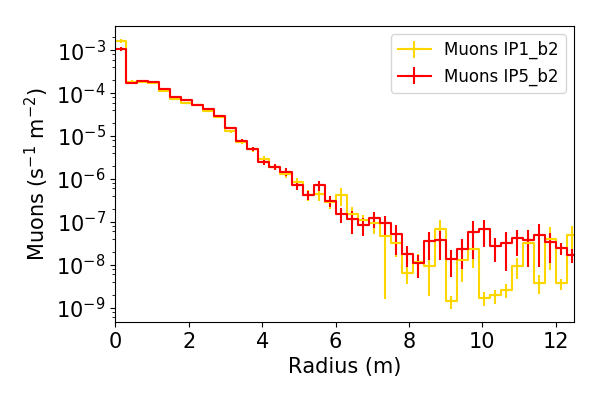 Muons IP1_b2
Muons IP5_b2
Muons (s⁻¹ m⁻²)
10⁻³
10⁻⁴
10⁻⁵
10⁻⁶
10⁻⁷
10⁻⁸
10⁻⁹
0 2 4 6 8 10 12
Radius (m)